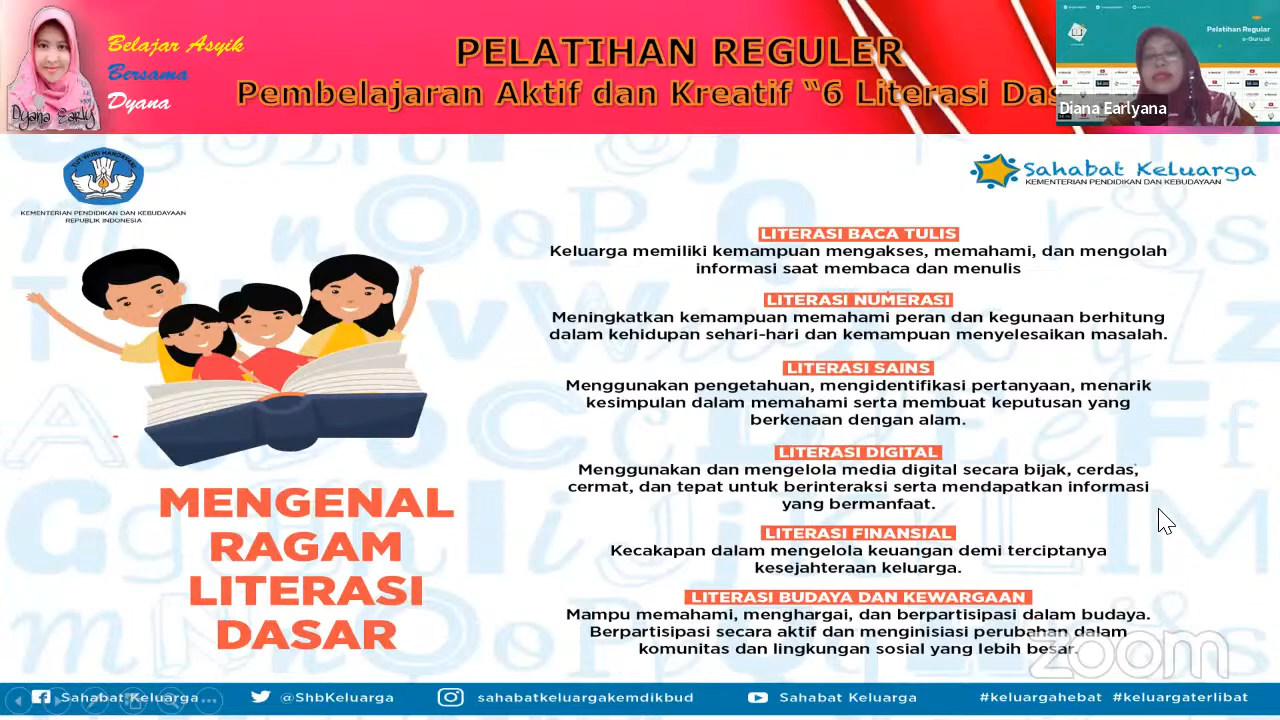 Belajar Asyik
Bersama
Dyana
Dyana Early
PELATIHAN REGULER
Pembelajaran Aktif dan Kreatif "6 Literasi Das
Pelatihan Regular
e-Guru.id
Diana Earlyana
TUT WURI HANDAYANI
KEMENTERIAN PENDIDIKAN DAN KEBUDAYAAN
REPUBLIK INDONESIA
Sahabat Keluarga
KEMENTERIAN PENDIDIKAN DAN KEBUDAYAAN
MENGENAL
RAGAM
LITERASI
DASAR
LITERASI BACA TULIS
Keluarga memiliki kemampuan mengakses, memahami, dan mengolah
informasi saat membaca dan menulis
LITERASI NUMERASI
Meningkatkan kemampuan memahami peran dan kegunaan berhitung
dalam kehidupan sehari-hari dan kemampuan menyelesaikan masalah.
LITERASI SAINS
Menggunakan pengetahuan, mengidentifikasi pertanyaan, menarik
kesimpulan dalam memahami serta membuat keputusan yang
berkenaan dengan alam.
LITERASI DIGITAL
Menggunakan dan mengelola media digital secara bijak, cerdas,
cermat, dan tepat untuk berinteraksi serta mendapatkan informasi
yang bermanfaat.
LITERASI FINANSIAL
Kecakapan dalam mengelola keuangan demi terciptanya
kesejahteraan keluarga.
LITERASI BUDAYA DAN KEWARGAAN
Mampu memahami, menghargai, dan berpartisipasi dalam budaya.
Berpartisipasi secara aktif dan menginisiasi perubahan dalam
komunitas dan lingkungan sosial yang lebih besar.
zoom
Sahabat Keluarga
@ShbKeluarga
sahabatkeluargakemdikbud
Sahabat Keluarga
#keluargahebat #keluargaterlibat